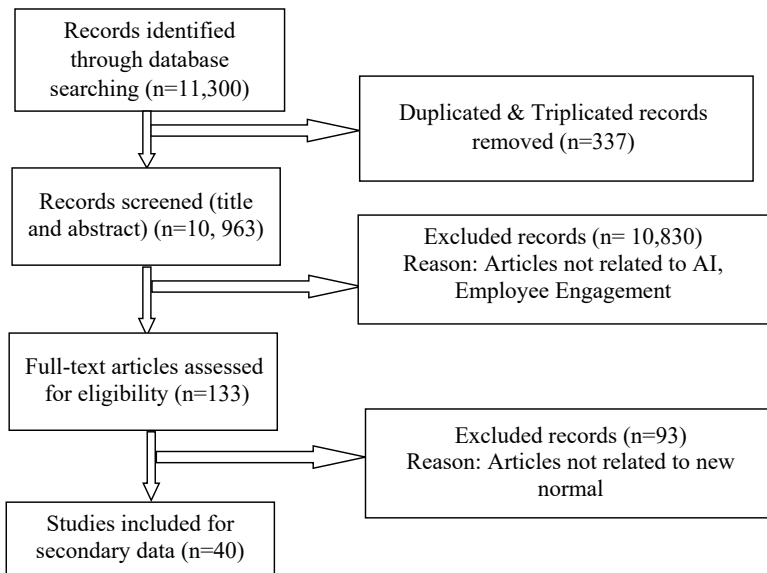 Records identified
through database
searching (n=11,300)
Duplicated & Triplicated records
removed (n=337)
Records screened (title
and abstract) (n=10, 963)
Excluded records (n= 10,830)
Reason: Articles not related to AI,
Employee Engagement
Full-text articles assessed
for eligibility (n=133)
Excluded records (n=93)
Reason: Articles not related to new
normal
Studies included for
secondary data (n=40)